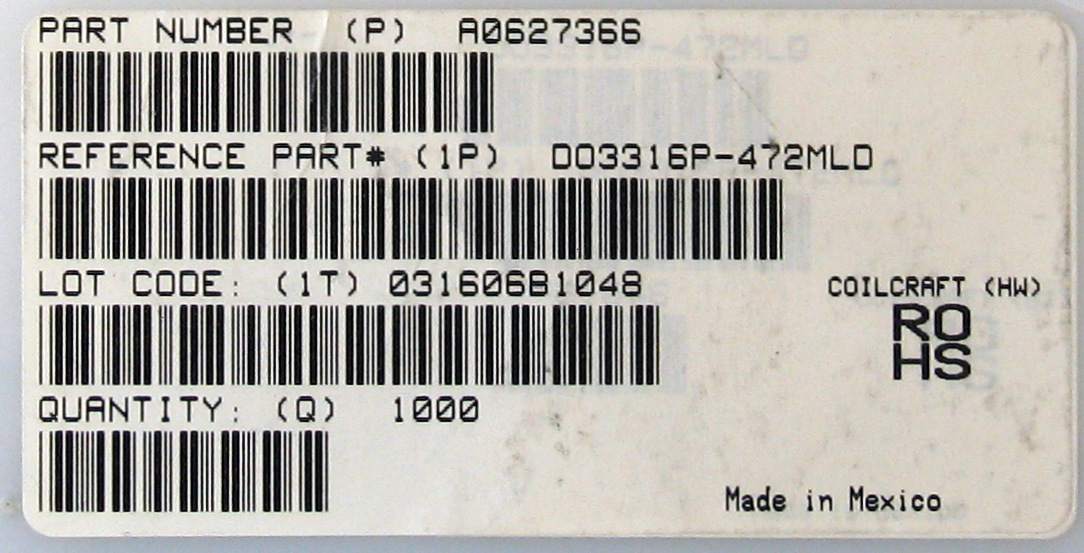 PART NUMBER (P) A0627366
REFERENCE PART# (1P) DO3316P-472MLD
LOT CODE: (1T) 031606B1048
COILCRAFT (HW)
RO
HS
QUANTITY: (Q) 1000
Made in Mexico